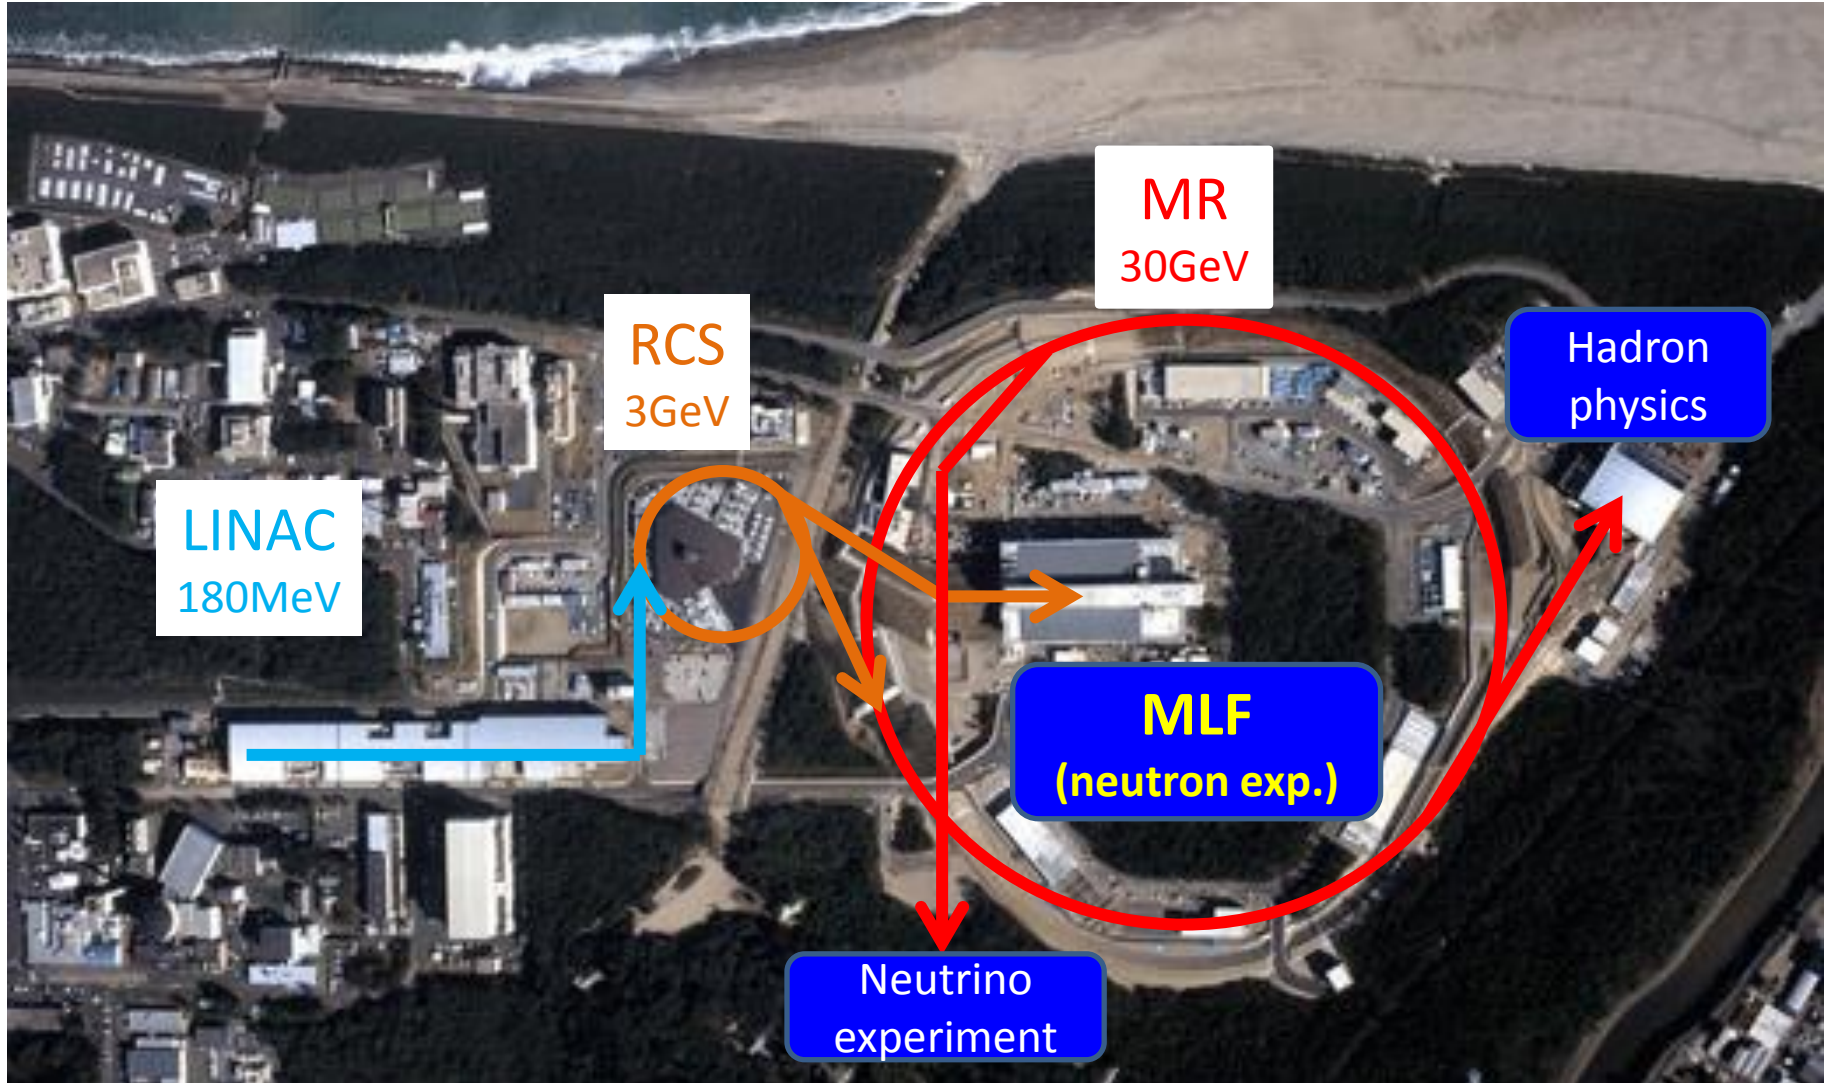 MR
30GeV
RCS
3GeV
Hadron
physics
LINAC
180MeV
MLF
(neutron exp.)
Neutrino
experiment